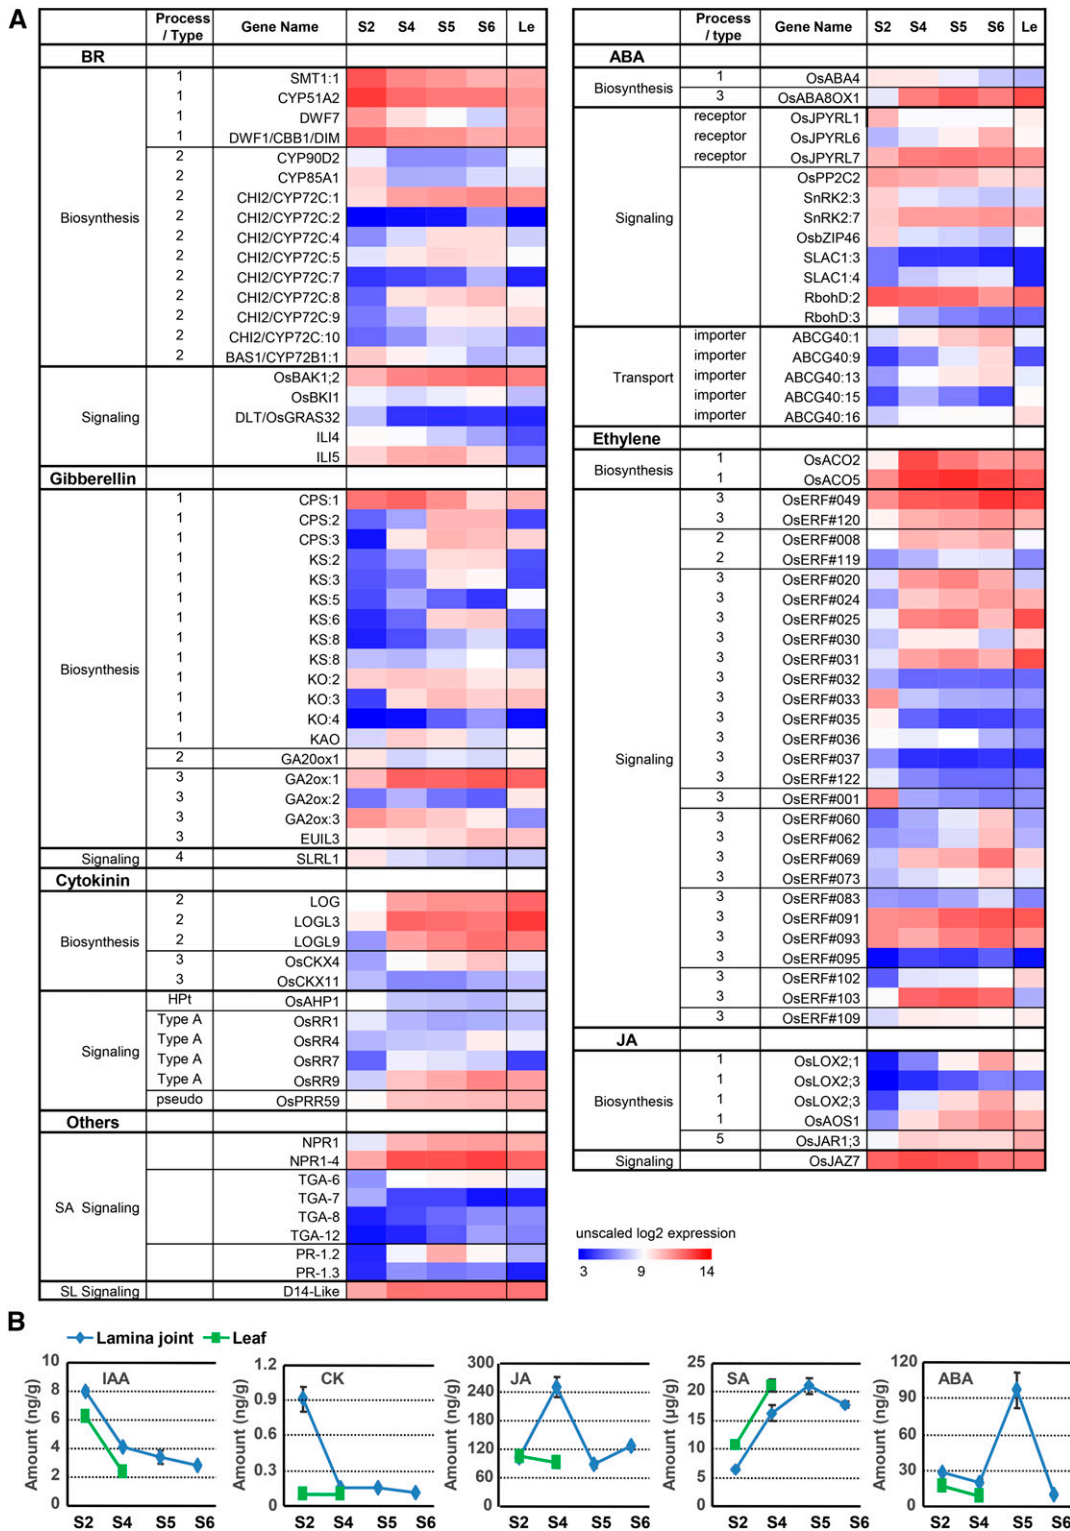 A
Process / Type Gene Name S2 S4 S5 S6 Le
BR
Biosynthesis
1 SMT1:1
1 CYP51A2
1 DWF7
1 DWF1/CBB1/DIM
2 CYP90D2
2 CYP85A1
2 CHI2/CYP72C:1
2 CHI2/CYP72C:2
2 CHI2/CYP72C:4
2 CHI2/CYP72C:5
2 CHI2/CYP72C:7
2 CHI2/CYP72C:8
2 CHI2/CYP72C:9
2 CHI2/CYP72C:10
2 BAS1/CYP72B1:1
Signaling
OsBAK1;2
OsBKI1
DLT/OsGRAS32
ILI4
ILI5
Gibberellin
Biosynthesis
1 CPS:1
1 CPS:2
1 CPS:3
1 KS:2
1 KS:3
1 KS:5
1 KS:6
1 KS:8
1 KS:8
1 KO:2
1 KO:3
1 KO:4
1 KAO
2 GA20ox1
3 GA2ox:1
3 GA2ox:2
3 GA2ox:3
3 EUIL3
Signaling 4 SLRL1
Cytokinin
Biosynthesis
2 LOG
2 LOGL3
2 LOGL9
3 OsCKX4
3 OsCKX11
Signaling
HPt OsAHP1
Type A OsRR1
Type A OsRR4
Type A OsRR7
Type A OsRR9
pseudo OsPRR59
Others
SA Signaling
NPR1
NPR1-4
TGA-6
TGA-7
TGA-8
TGA-12
PR-1.2
PR-1.3
SL Signaling D14-Like
Process / type Gene Name S2 S4 S5 S6 Le
ABA
Biosynthesis
1 OsABA4
3 OsABA8OX1
Signaling
receptor OsJPYRL1
receptor OsJPYRL6
receptor OsJPYRL7
OsPP2C2
SnRK2:3
SnRK2:7
OsbZIP46
SLAC1:3
SLAC1:4
RbohD:2
RbohD:3
Transport
importer ABCG40:1
importer ABCG40:9
importer ABCG40:13
importer ABCG40:15
importer ABCG40:16
Ethylene
Biosynthesis
1 OsACO2
1 OsACO5
Signaling
3 OsERF#049
3 OsERF#120
2 OsERF#008
2 OsERF#119
3 OsERF#020
3 OsERF#024
3 OsERF#025
3 OsERF#030
3 OsERF#031
3 OsERF#032
3 OsERF#033
3 OsERF#035
3 OsERF#036
3 OsERF#037
3 OsERF#122
3 OsERF#001
3 OsERF#060
3 OsERF#062
3 OsERF#069
3 OsERF#073
3 OsERF#083
3 OsERF#091
3 OsERF#093
3 OsERF#095
3 OsERF#102
3 OsERF#103
3 OsERF#109
JA
Biosynthesis
1 OsLOX2;1
1 OsLOX2;3
1 OsLOX2;3
1 OsAOS1
5 OsJAR1;3
Signaling OsJAZ7
unscaled log2 expression
3 9 14
B
Lamina joint Leaf
IAA
Amount (ng/g)
10
8
6
4
2
0
S2 S4 S5 S6
CK
Amount (ng/g)
1.2
0.9
0.6
0.3
0
S2 S4 S5 S6
JA
Amount (ng/g)
300
240
180
120
60
0
S2 S4 S5 S6
SA
Amount (µg/g)
25
20
15
10
5
0
S2 S4 S5 S6
ABA
Amount (ng/g)
120
90
60
30
0
S2 S4 S5 S6